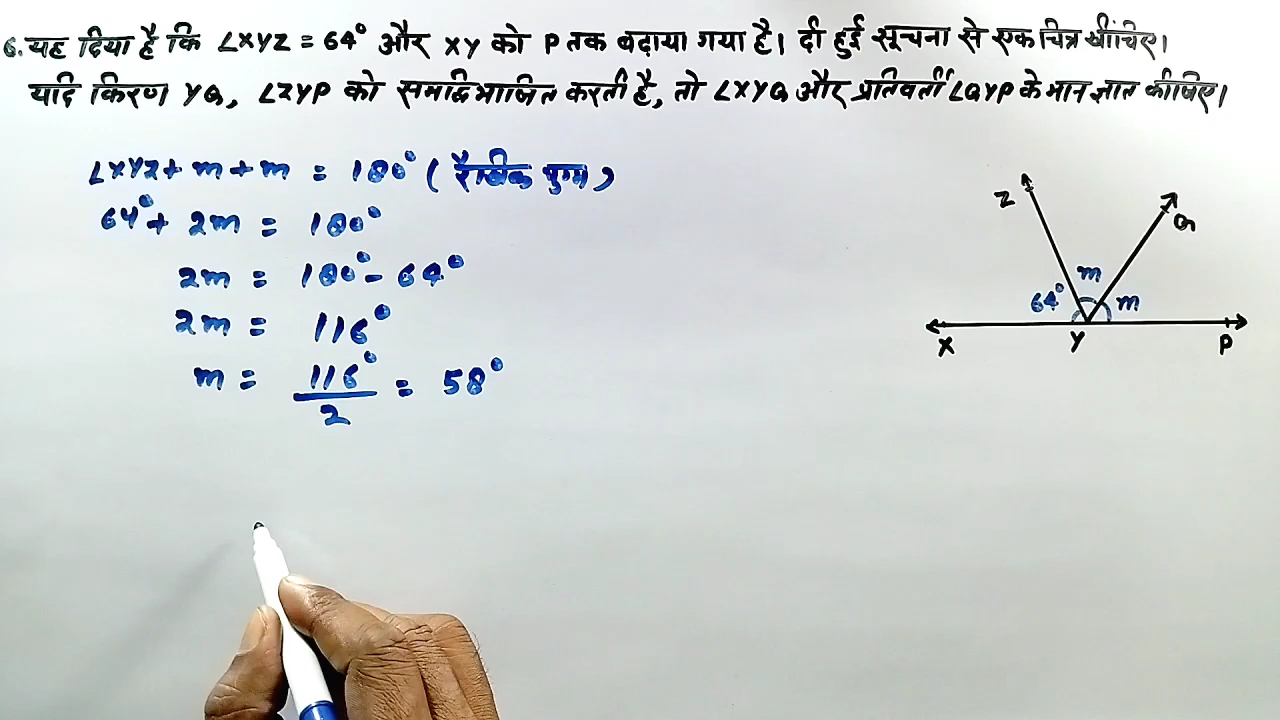 6. यह दिया है कि ∠XYZ = 64° और XY को P तक बढ़ाया गया है। दी हुई सूचना से एक चित्र खींचिए।
यदि किरण YQ, ∠ZYP को समद्विभाजित करती है, तो ∠XYQ और प्रतिवर्ती ∠QYP के मान ज्ञात कीजिए।
∠XYZ + m + m = 180° (रैखिक युग्म)
64° + 2m = 180°
2m = 180° - 64°
2m = 116°
m = 116°/2 = 58°
Z
Q
m
64° m
X Y P